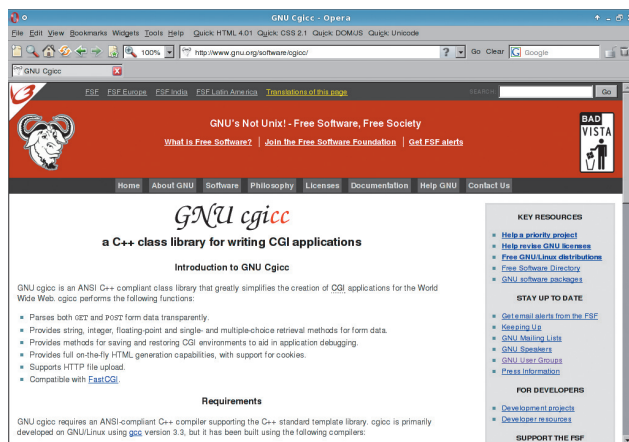 GNU Cgicc - Opera
File Edit View Bookmarks Widgets Tools Help Quick: HTML 4.01 Quick: CSS 2.1 Quick: DOM/JS Quick: Unicode
100% http://www.gnu.org/software/cgicc/ ? Go Clear G Google
GNU Cgicc
FSF FSF Europe FSF India FSF Latin America Translations of this page SEARCH Go
V3
GNU's Not Unix! - Free Software, Free Society
What is Free Software? | Join the Free Software Foundation | Get FSF alerts
BAD
VISTA
Home About GNU Software Philosophy Licenses Documentation Help GNU Contact Us
GNU cgicc
a C++ class library for writing CGI applications
Introduction to GNU Cgicc
GNU cgicc is an ANSI C++ compliant class library that greatly simplifies the creation of CGI applications for the World
Wide Web. cgicc performs the following functions:
Parses both GET and POST form data transparently.
Provides string, integer, floating-point and single- and multiple-choice retrieval methods for form data.
Provides methods for saving and restoring CGI environments to aid in application debugging.
Provides full on-the-fly HTML generation capabilities, with support for cookies.
Supports HTTP file upload.
Compatible with FastCGI.
Requirements
GNU cgicc requires an ANSI-compliant C++ compiler supporting the C++ standard template library. cgicc is primarily
developed on GNU/Linux using gcc version 3.3, but it has been built using the following compilers:
KEY RESOURCES
Help a priority project
Help revise GNU licenses
Free GNU/Linux distributions
Free Software Directory
GNU software packages
STAY UP TO DATE
Get email alerts from the FSF
Keeping Up
GNU Mailing Lists
GNU Speakers
GNU User Groups
Press Information
FOR DEVELOPERS
Development projects
Developer resources
SUPPORT THE FSF